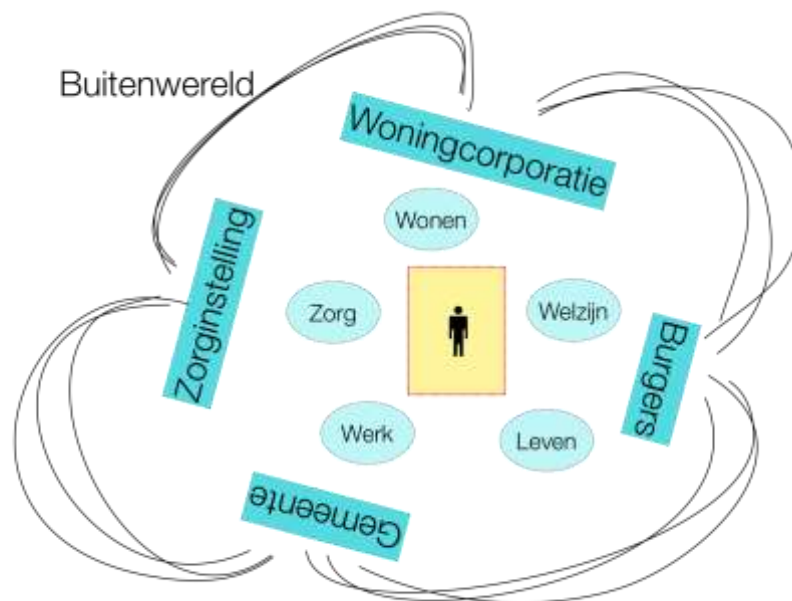 Buitenwereld
Woningcorporatie
Wonen
Zorginstelling
Zorg
Welzijn
Burgers
Werk
Leven
Gemeente